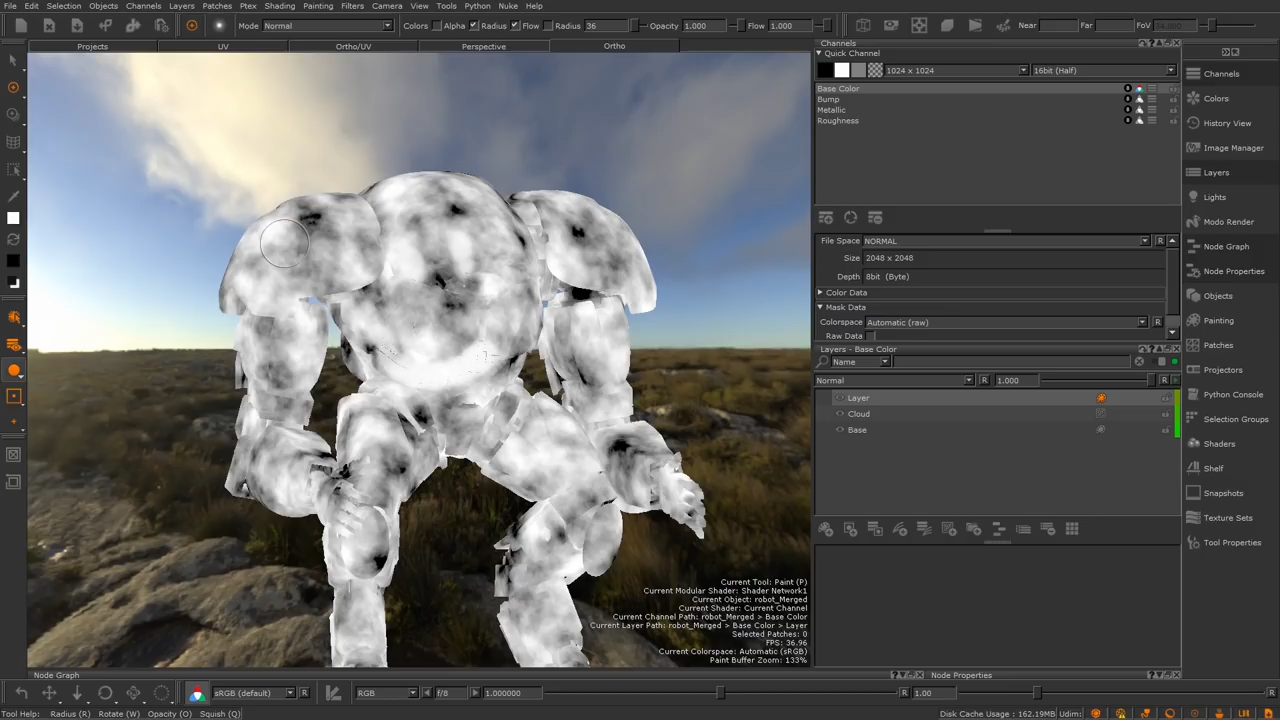 File Edit Selection Objects Channels Layers Patches Ptex Shading Painting Filters Camera View Tools Python Nuke Help
Mode Normal Colors Alpha Radius Flow Radius 36 Opacity 1.000 Flow 1.000 Near Far FoV
Projects UV Ortho/UV Perspective Ortho
Channels
Quick Channel
1024 x 1024 16bit (Half)
Base Color
Bump
Metallic
Roughness
File Space NORMAL R
Size 2048 x 2048
Depth 8bit (Byte)
Color Data
Mask Data
Colorspace Automatic (raw) R
Raw Data
Layers - Base Color
Name
Normal R 1.000 R
Layer
Cloud
Base
Channels
Colors
History View
Image Manager
Layers
Lights
Modo Render
Node Graph
Node Properties
Objects
Painting
Patches
Projectors
Python Console
Selection Groups
Shaders
Shelf
Snapshots
Texture Sets
Tool Properties
Current Tool: Paint (P)
Current Modular Shader: Shader Network1
Current Object: robot_Merged
Current Shader: Current Channel
Current Channel Path: robot_Merged > Base Color
Current Layer Path: robot_Merged > Base Color > Layer
Selected Patches: 0
FPS: 36.96
Current Colorspace: Automatic (sRGB)
Paint Buffer Zoom: 133%
Node Graph Node Properties
sRGB (default) R RGB f/8 1.000000 R 1.00 R
Tool Help: Radius (R) Rotate (W) Opacity (O) Squish (Q) Disk Cache Usage : 162.19MB Udim: